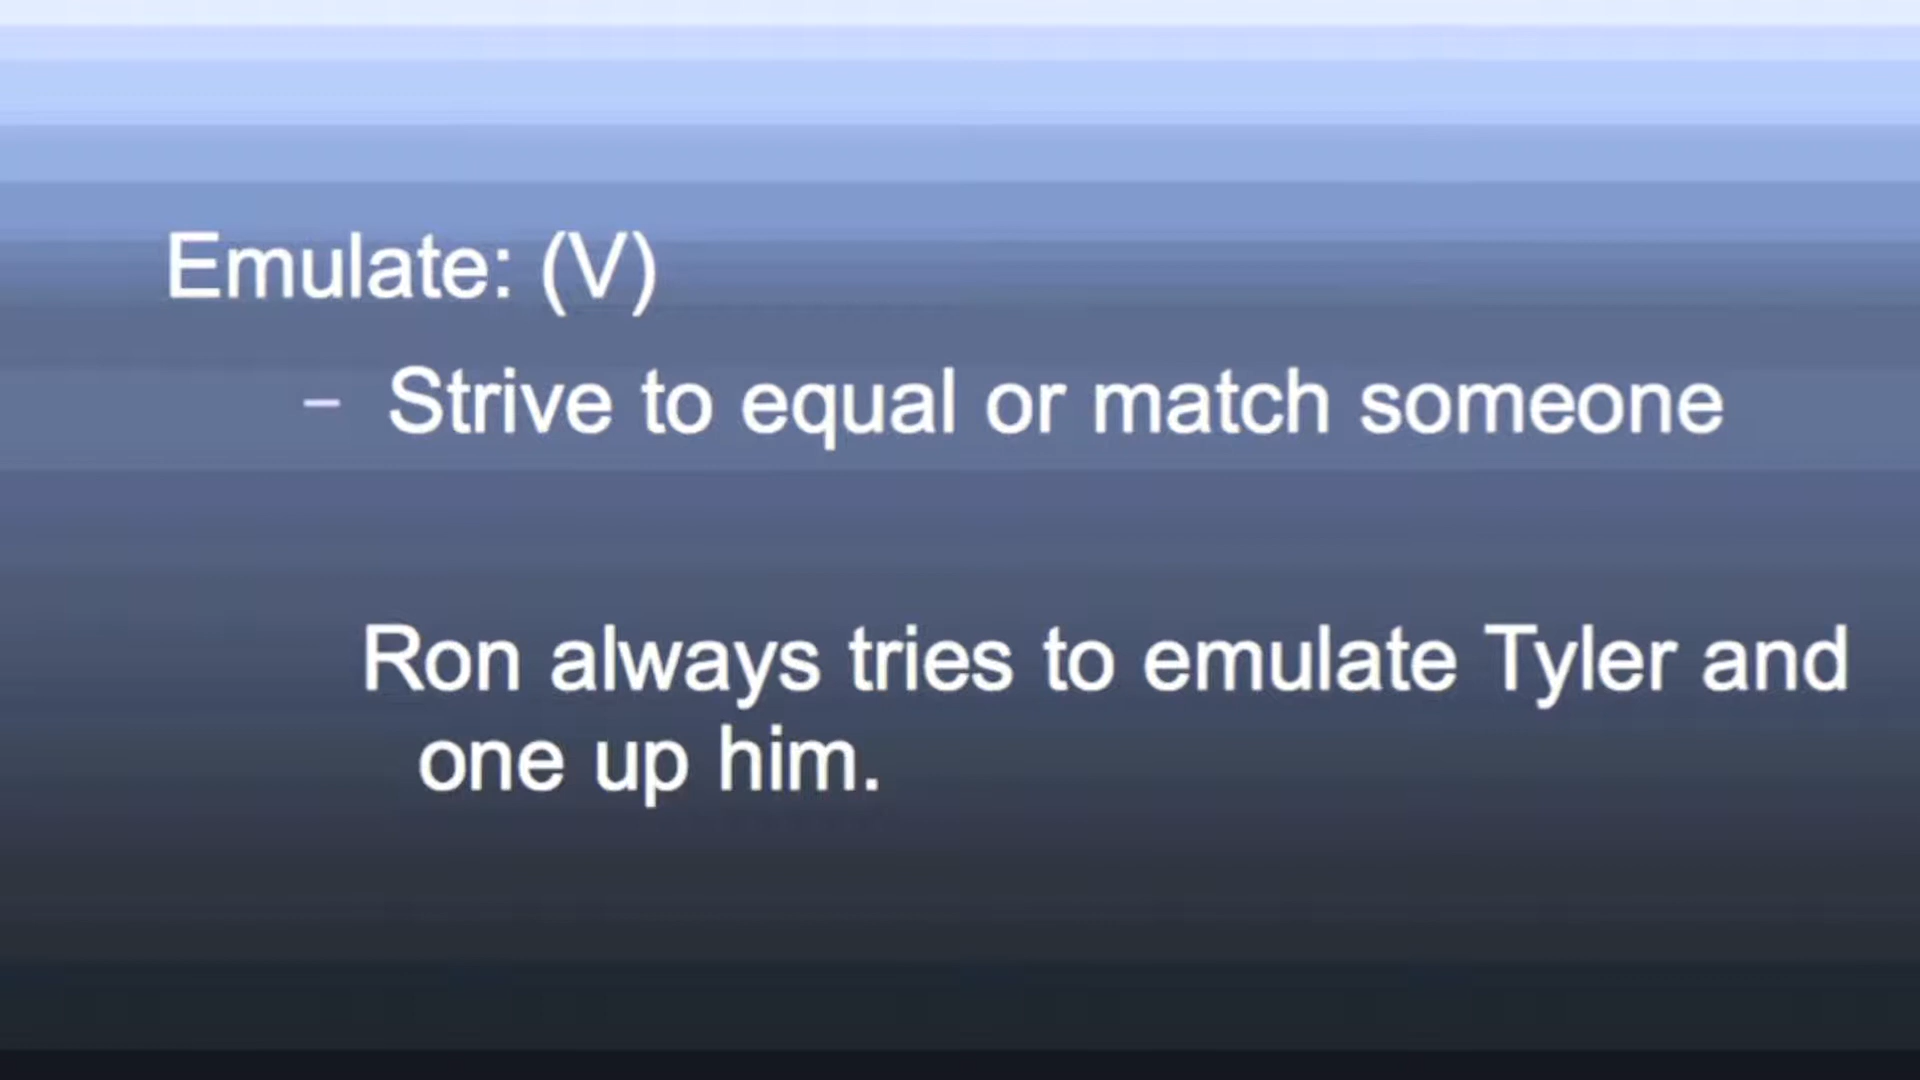 Emulate: (V)
– Strive to equal or match someone
Ron always tries to emulate Tyler and
one up him.